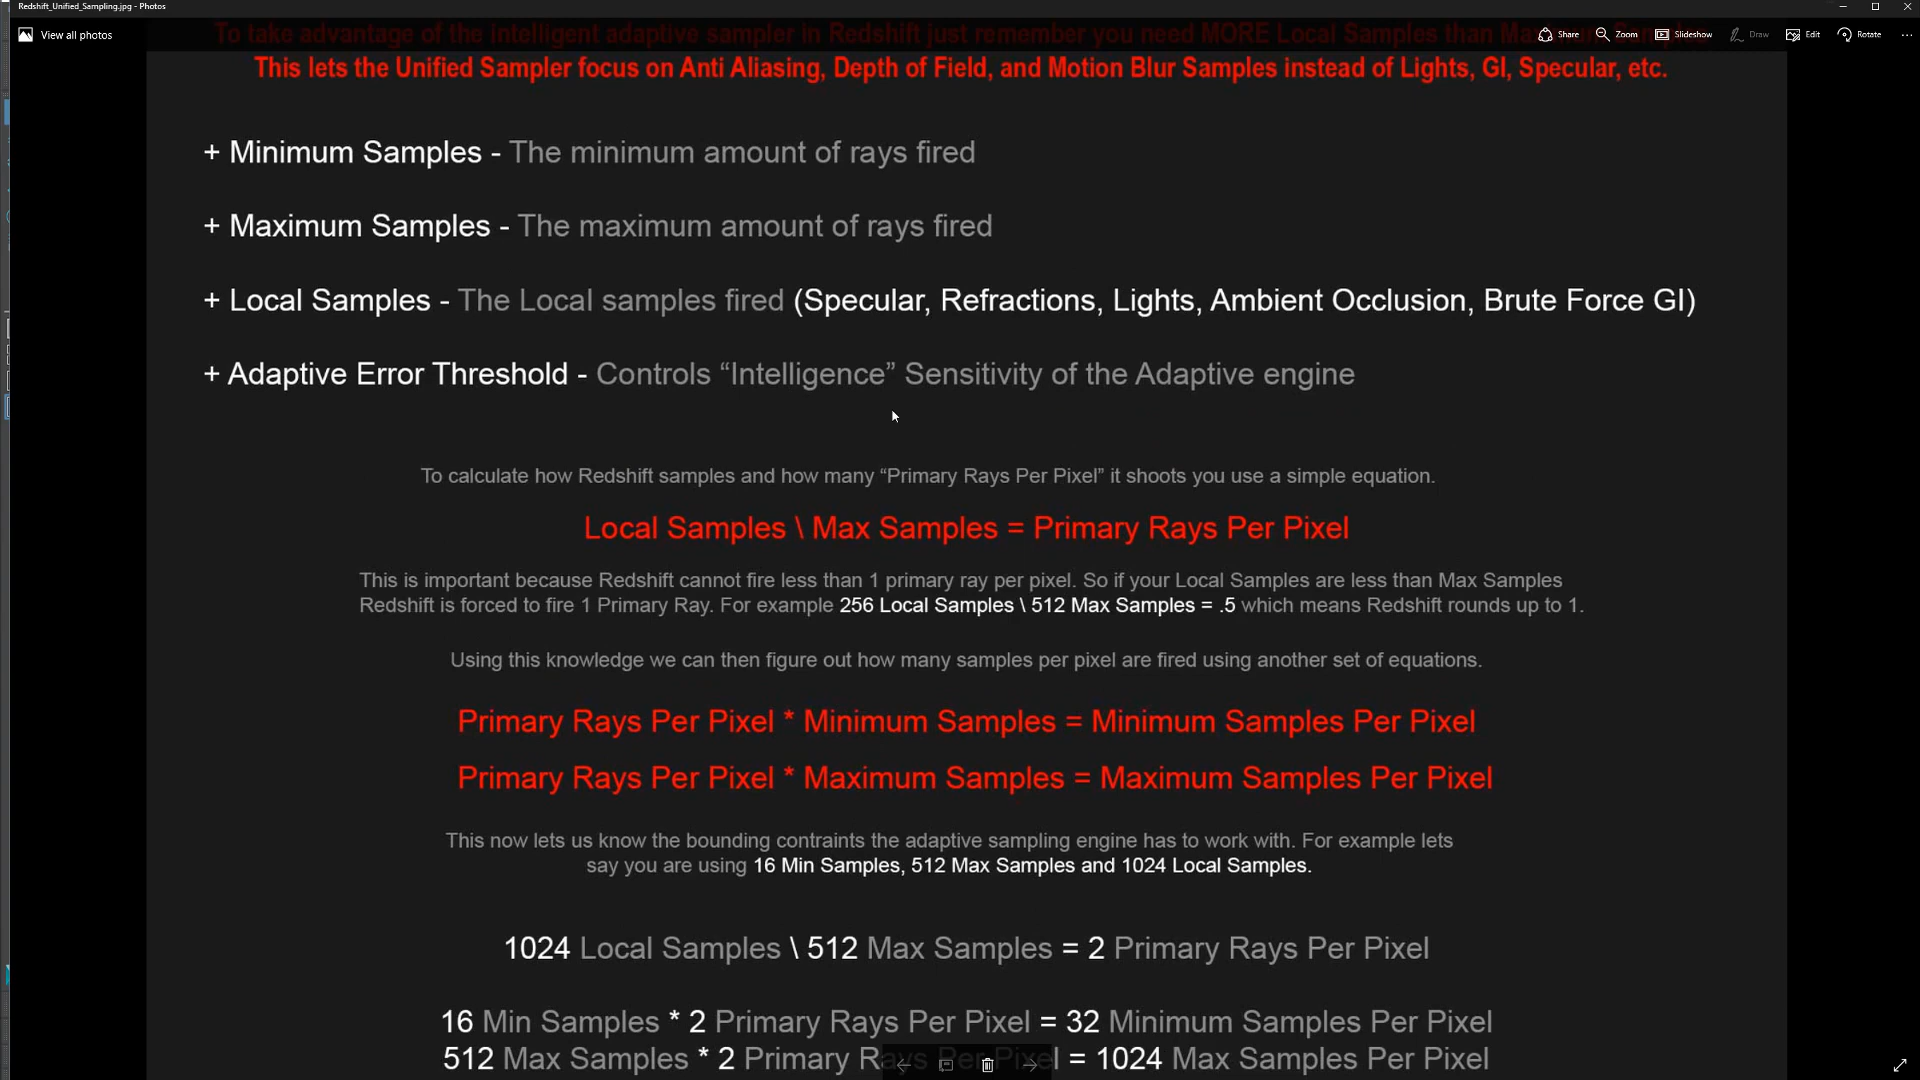 Redshift_Unified_Sampling.jpg - Photos
View all photos
Share
Zoom
Slideshow
Draw
Edit
Rotate
To take advantage of the intelligent adaptive sampler in Redshift just remember you need MORE Local Samples than Max
This lets the Unified Sampler focus on Anti Aliasing, Depth of Field, and Motion Blur Samples instead of Lights, GI, Specular, etc.
+ Minimum Samples - The minimum amount of rays fired
+ Maximum Samples - The maximum amount of rays fired
+ Local Samples - The Local samples fired (Specular, Refractions, Lights, Ambient Occlusion, Brute Force GI)
+ Adaptive Error Threshold - Controls “Intelligence” Sensitivity of the Adaptive engine
To calculate how Redshift samples and how many “Primary Rays Per Pixel” it shoots you use a simple equation.
Local Samples \ Max Samples = Primary Rays Per Pixel
This is important because Redshift cannot fire less than 1 primary ray per pixel. So if your Local Samples are less than Max Samples
Redshift is forced to fire 1 Primary Ray. For example 256 Local Samples \ 512 Max Samples = .5 which means Redshift rounds up to 1.
Using this knowledge we can then figure out how many samples per pixel are fired using another set of equations.
Primary Rays Per Pixel * Minimum Samples = Minimum Samples Per Pixel
Primary Rays Per Pixel * Maximum Samples = Maximum Samples Per Pixel
This now lets us know the bounding contraints the adaptive sampling engine has to work with. For example lets
say you are using 16 Min Samples, 512 Max Samples and 1024 Local Samples.
1024 Local Samples \ 512 Max Samples = 2 Primary Rays Per Pixel
16 Min Samples * 2 Primary Rays Per Pixel = 32 Minimum Samples Per Pixel
512 Max Samples * 2 Primary Rays Per Pixel = 1024 Max Samples Per Pixel